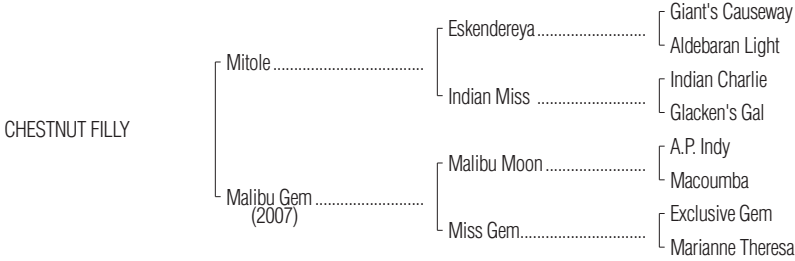 Giant's Causeway
Eskendereya
Aldebaran Light
Mitole
Indian Charlie
Indian Miss
Glacken's Gal
CHESTNUT FILLY
A.P. Indy
Malibu Moon
Macoumba
Malibu Gem
(2007)
Exclusive Gem
Miss Gem
Marianne Theresa